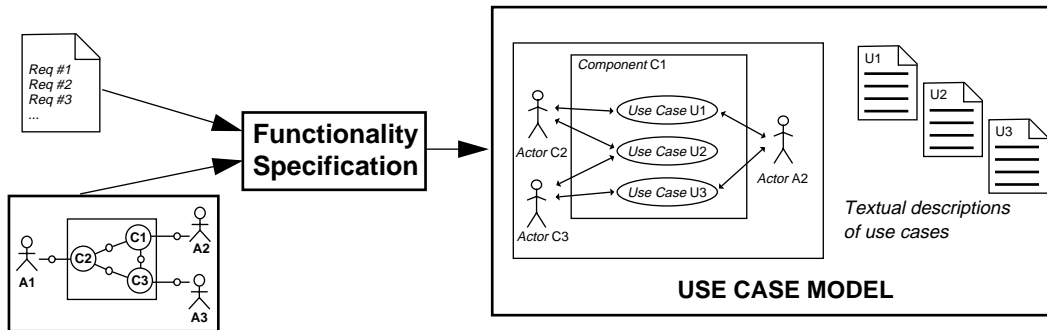 Req #1
Req #2
Req #3
...
Functionality
Specification
A1
C2
C1
C3
A2
A3
Component C1
Use Case U1
Use Case U2
Use Case U3
Actor C2
Actor C3
Actor A2
U1
U2
U3
Textual descriptions
of use cases
USE CASE MODEL